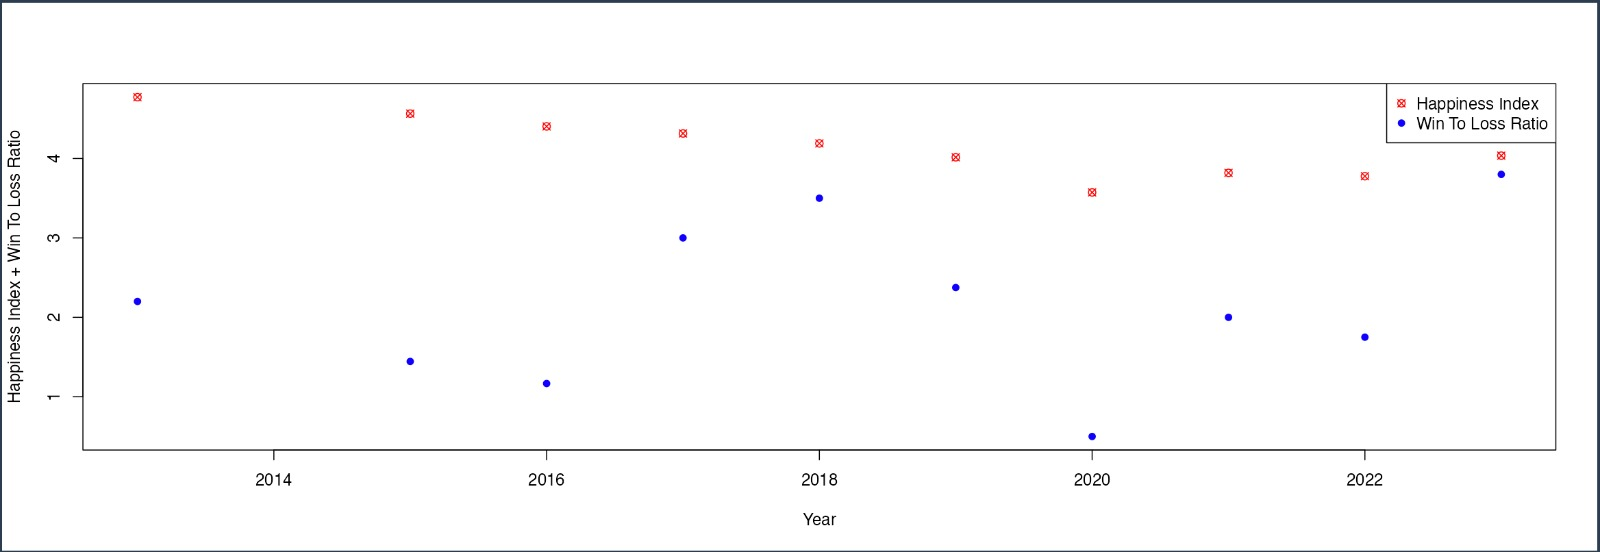 Happiness Index
Win To Loss Ratio
Happiness Index + Win To Loss Ratio
4
3
2
1
2014 2016 2018 2020 2022
Year